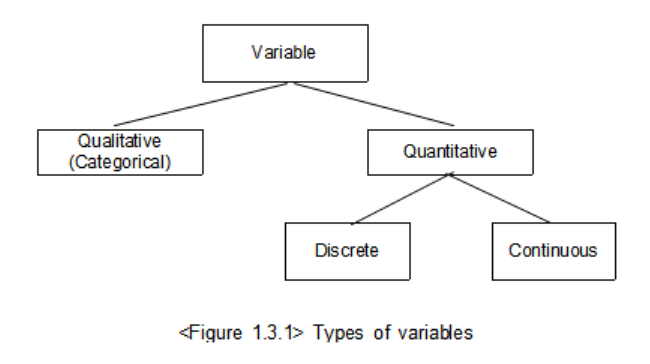 Variable
Qualitative
(Categorical)
Quantitative
Discrete
Continuous
<Figure 1.3.1> Types of variables